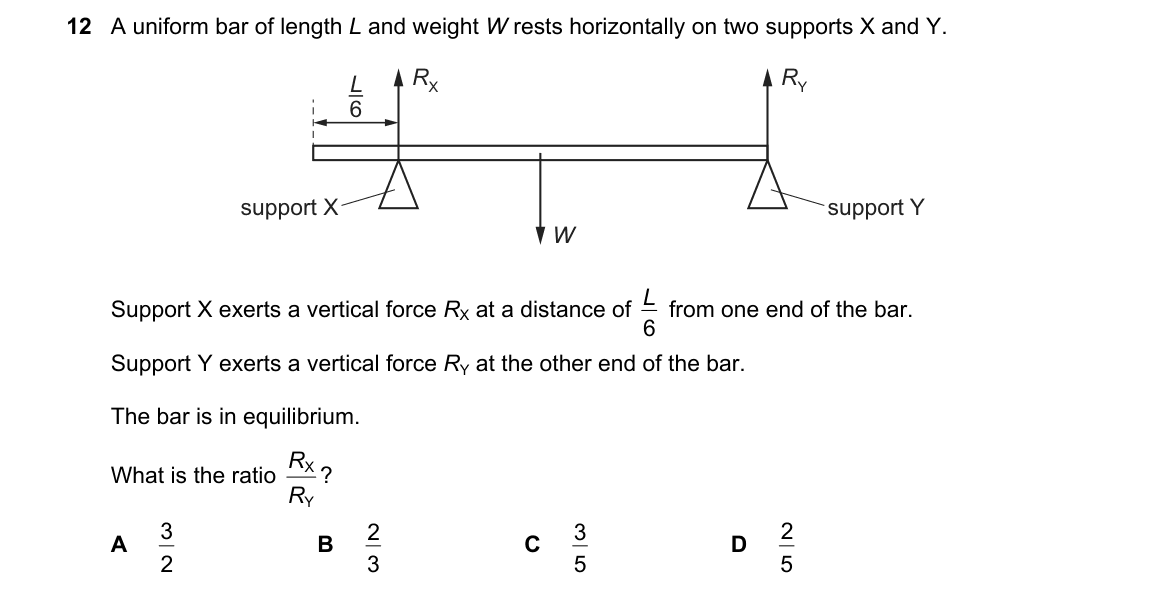 12 A uniform bar of length L and weight W rests horizontally on two supports X and Y.
L/6 RX RY
support X support Y
W
Support X exerts a vertical force RX at a distance of L/6 from one end of the bar.
Support Y exerts a vertical force RY at the other end of the bar.
The bar is in equilibrium.
What is the ratio RX/RY?
A 3/2 B 2/3 C 3/5 D 2/5